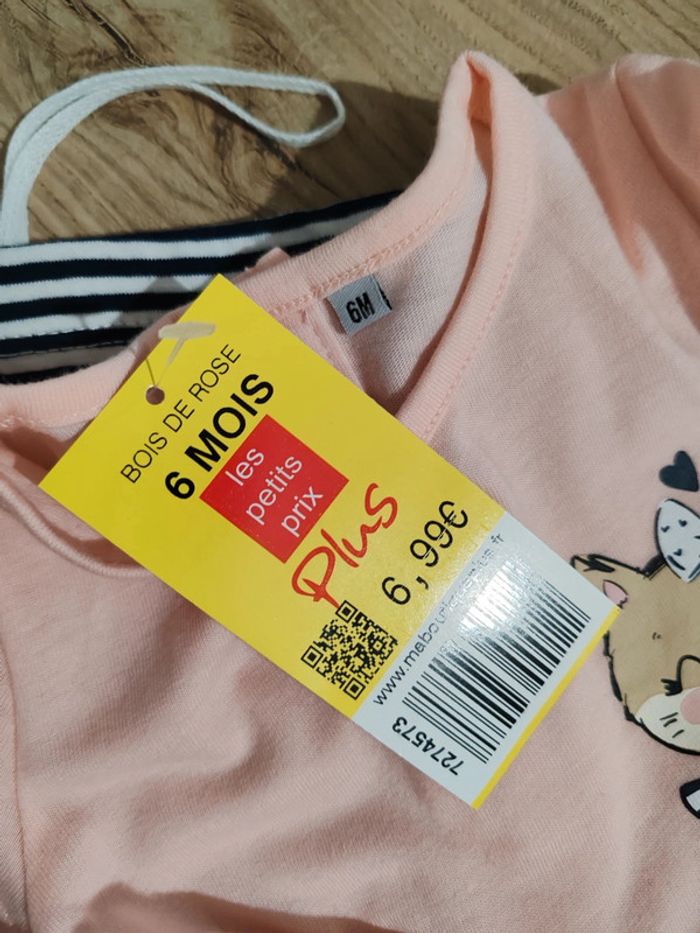 6M
BOIS DE ROSE
6 MOIS
les
petits
prix
Plus
6,99€
7274573